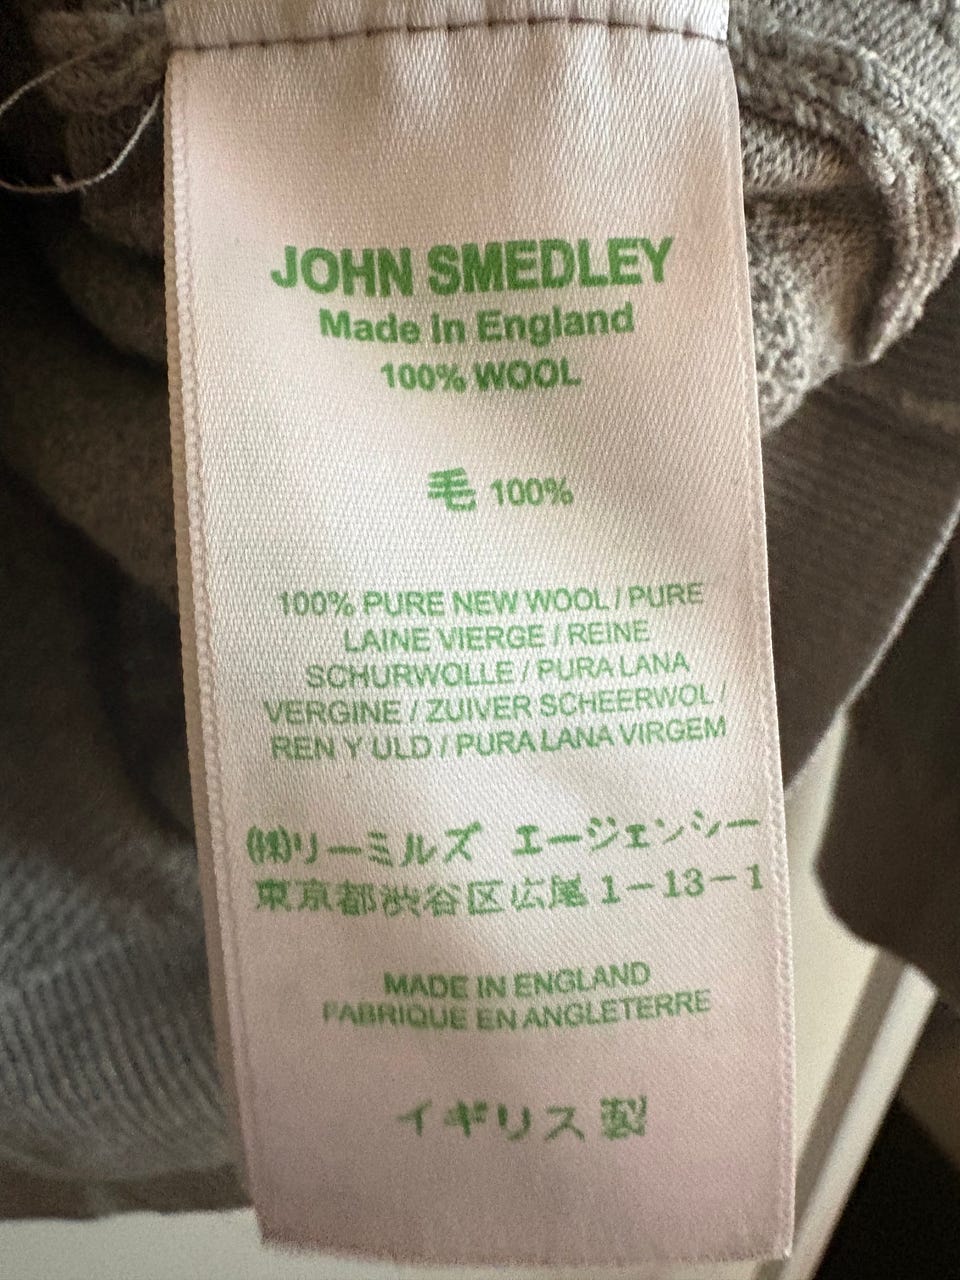 JOHN SMEDLEY
Made in England
100% WOOL
毛 100%
100% PURE NEW WOOL / PURE
LAINE VIERGE / REINE
SCHURWOLLE / PURA LANA
VERGINE / ZUIVER SCHEERWOL /
REN Y ULD / PURA LANA VIRGEM
㈱リーミルズ エージェンシー
東京都渋谷区広尾1-13-1
MADE IN ENGLAND
FABRIQUE EN ANGLETERRE
イギリス製